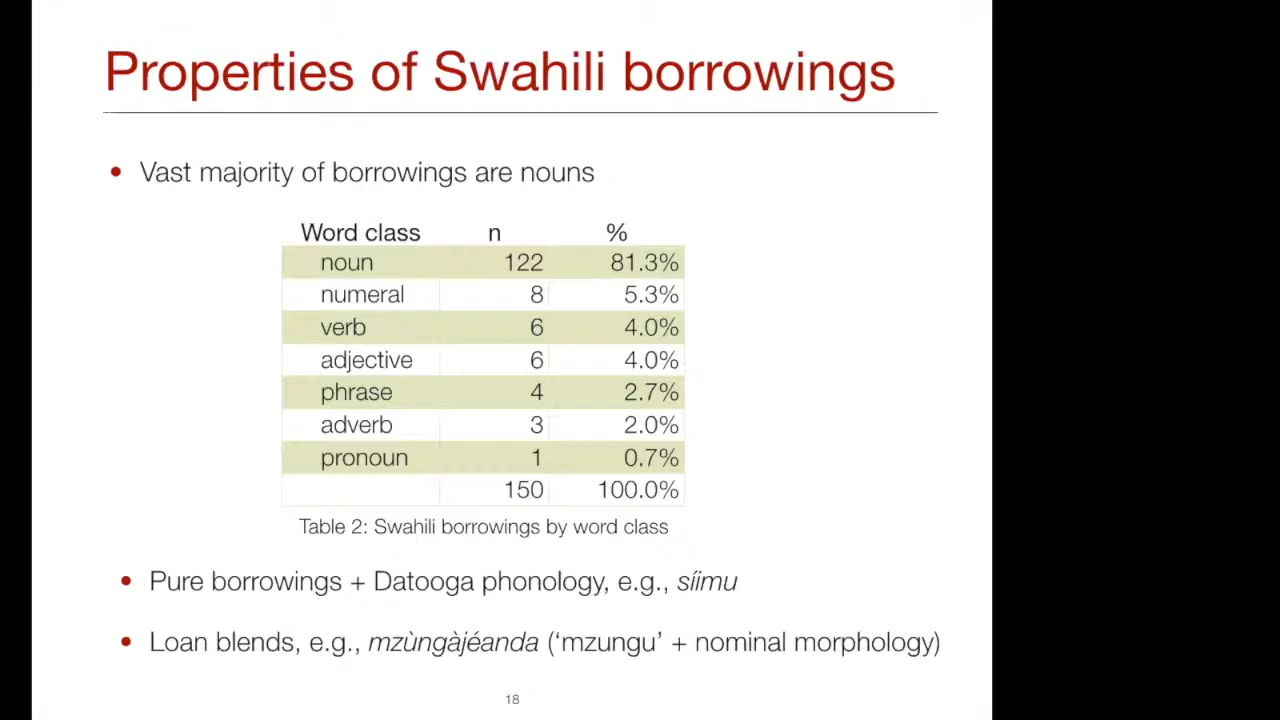 Properties of Swahili borrowings
• Vast majority of borrowings are nouns
Word class n %
noun 122 81.3%
numeral 8 5.3%
verb 6 4.0%
adjective 6 4.0%
phrase 4 2.7%
adverb 3 2.0%
pronoun 1 0.7%
150 100.0%
Table 2: Swahili borrowings by word class
• Pure borrowings + Datooga phonology, e.g., síímu
• Loan blends, e.g., mzùngàjéanda (‘mzungu’ + nominal morphology)
18